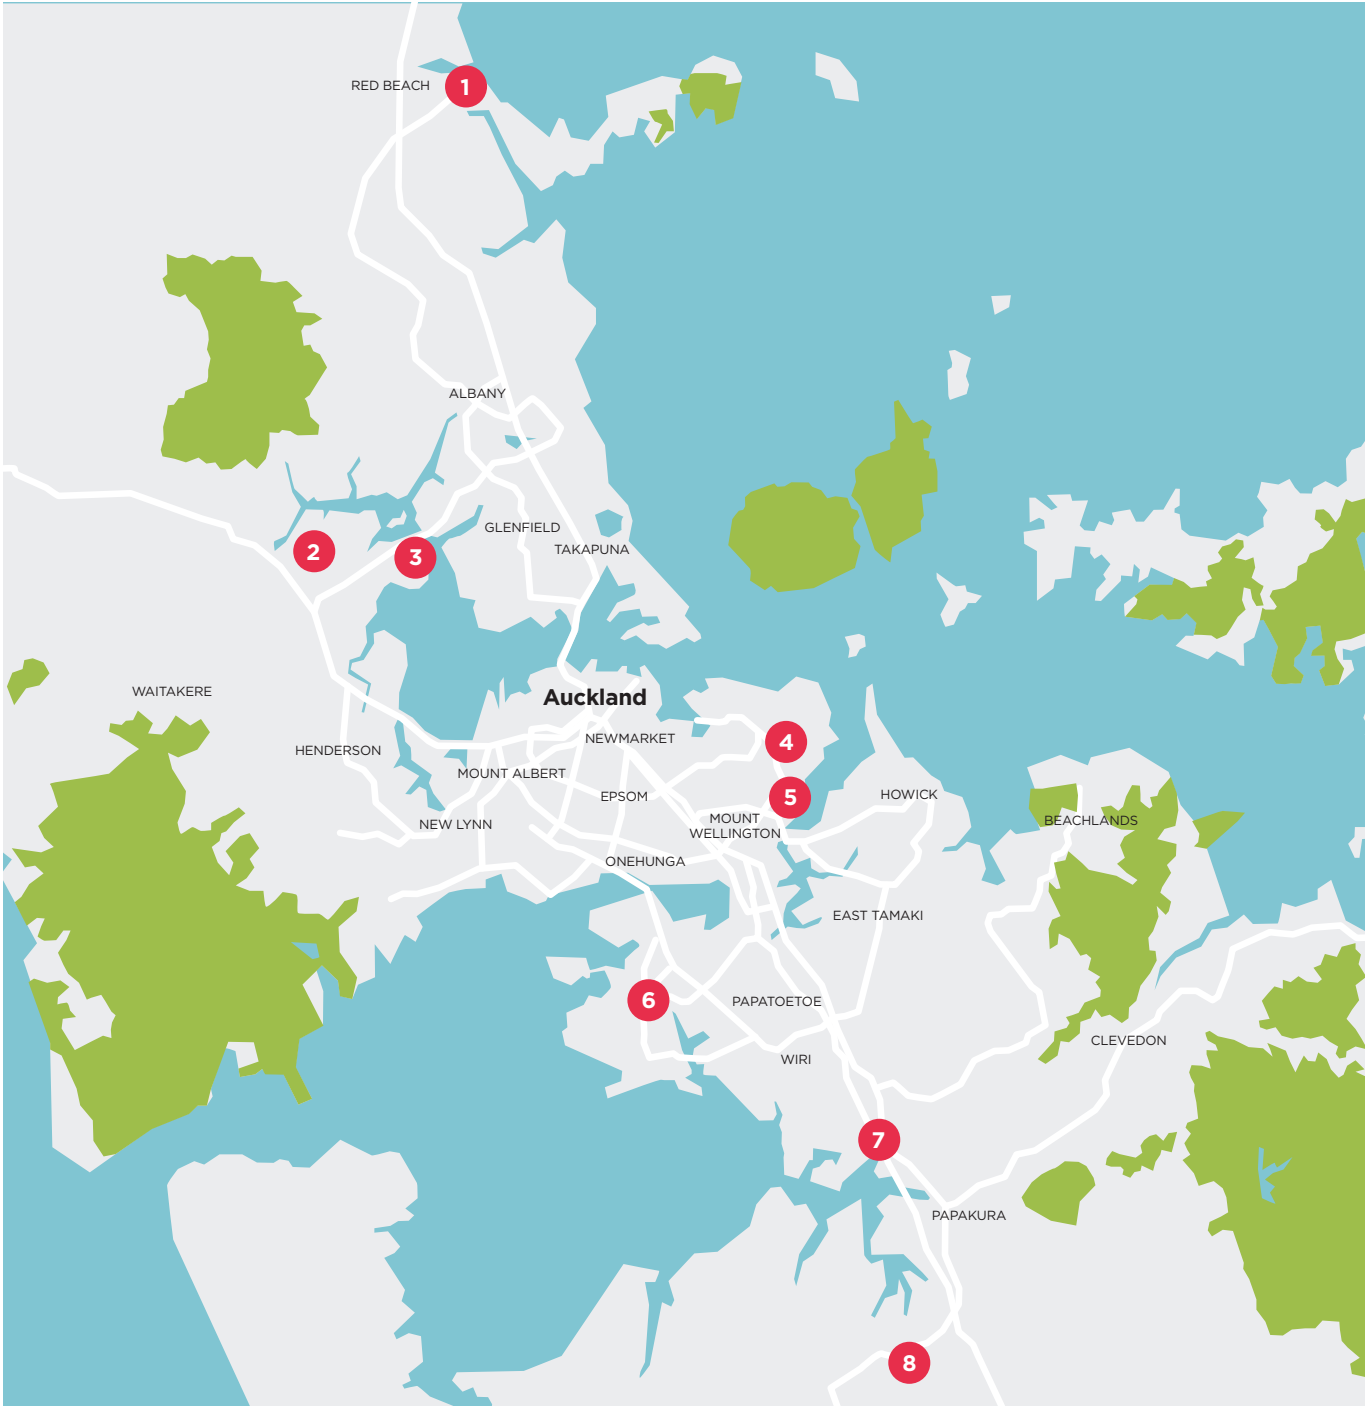 RED BEACH
1
ALBANY
GLENFIELD
TAKAPUNA
2
3
WAITAKERE
Auckland
NEWMARKET
4
HENDERSON
MOUNT ALBERT
EPSOM
5
HOWICK
NEW LYNN
MOUNT
WELLINGTON
BEACHLANDS
ONEHUNGA
EAST TAMAKI
6
PAPATOETOE
CLEVEDON
WIRI
7
PAPAKURA
8